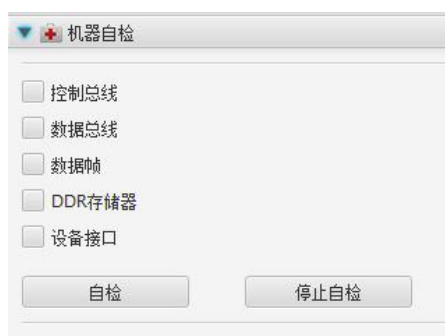 机器自检
控制总线
数据总线
数据帧
DDR存储器
设备接口
自检 停止自检